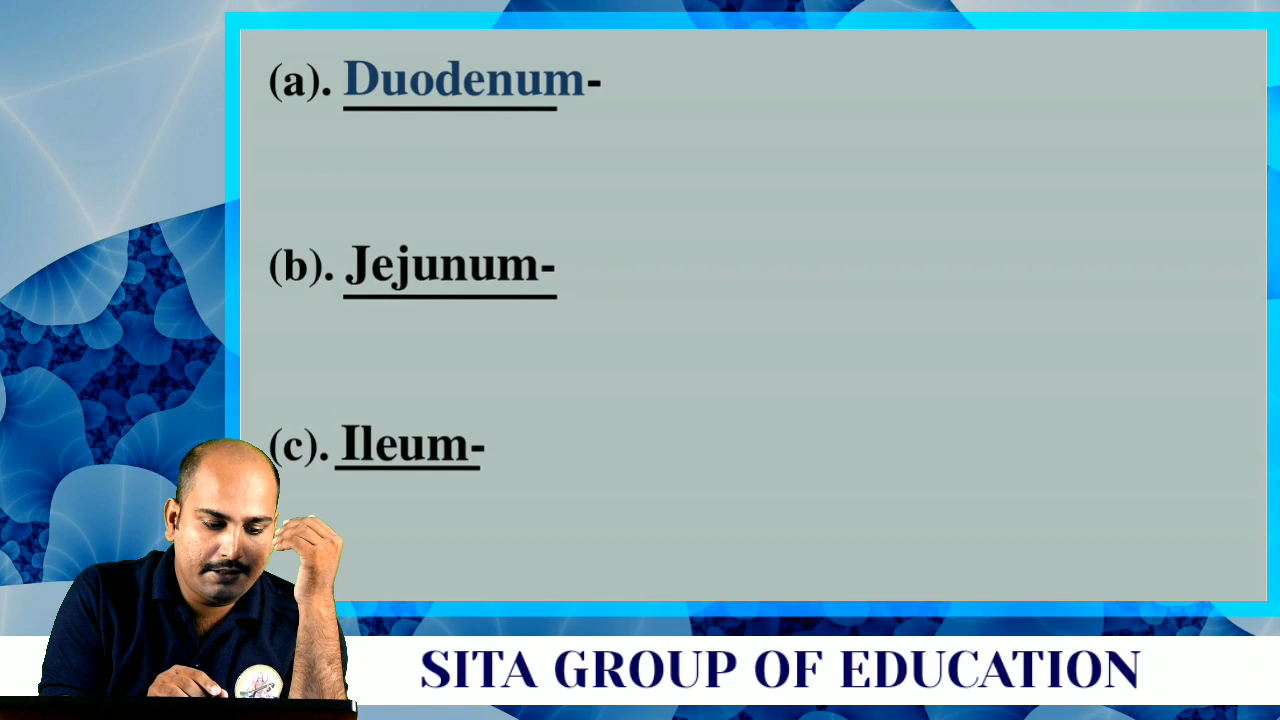 (a). Duodenum-
(b). Jejunum-
(c). Ileum-
SITA GROUP OF EDUCATION